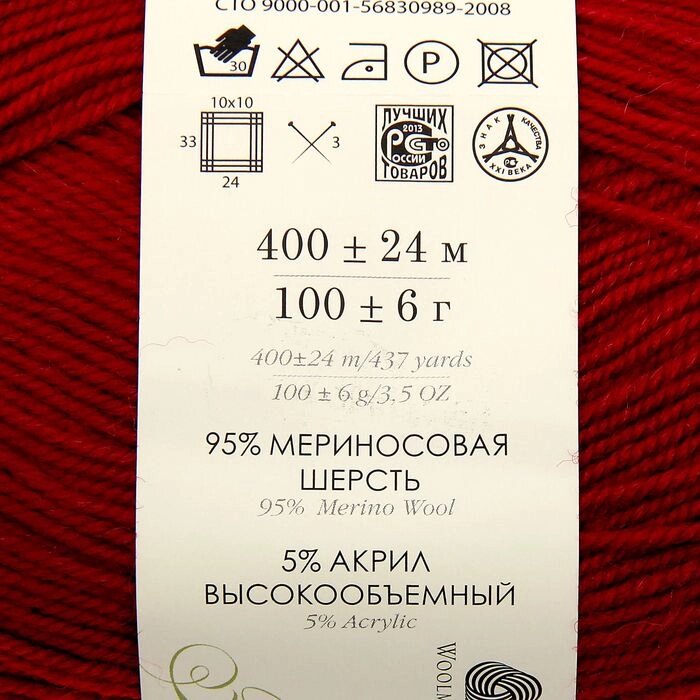 СТО 9000-001-56830989-2008
30
P
10x10
33
24
3
ЛУЧШИХ
2013
СТО
РОССИИ
ТОВАРОВ
ЗНАК КАЧЕСТВА
XXI ВЕКА
400 ± 24 м
100 ± 6 г
400±24 m/437 yards
100 ± 6 g/3,5 OZ
95% МЕРИНОСОВАЯ
ШЕРСТЬ
95% Merino Wool
5% АКРИЛ
ВЫСОКООБЪЕМНЫЙ
5% Acrylic